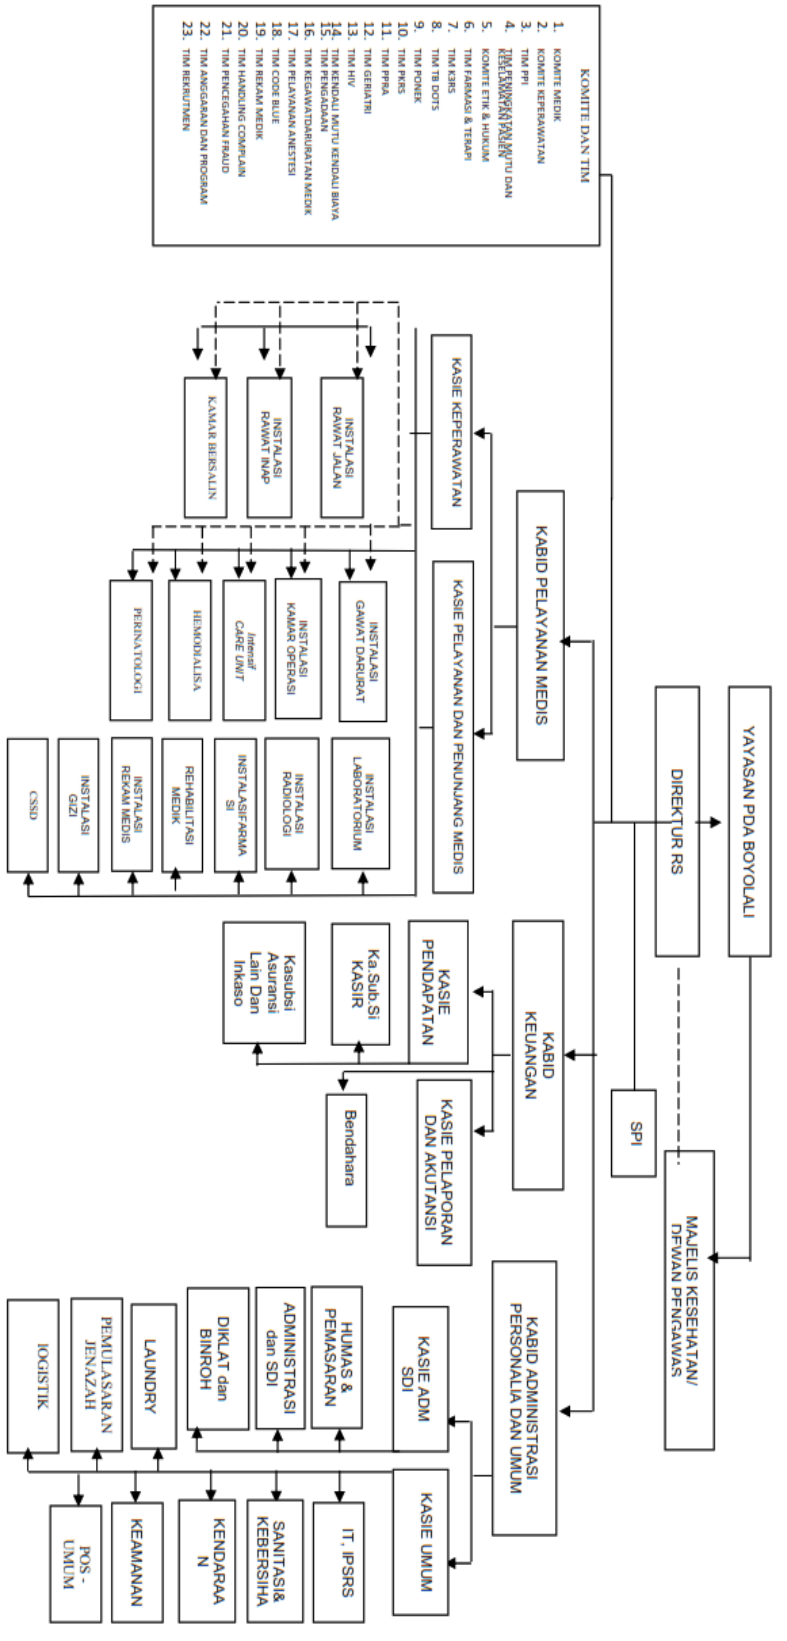 YAYASAN PDA BOYOLALI
MAJELIS KESEHATAN/
DEWAN PENGAWAS
DIREKTUR RS
SPI
KOMITE DAN TIM
1. KOMITE MEDIK
2. KOMITE KEPERAWATAN
3. TIM PPI
4. TIM PENINGKATAN MUTU DAN
KESELAMATAN PASIEN
5. KOMITE ETIK & HUKUM
6. TIM FARMASI & TERAPI
7. TIM K3RS
8. TIM TB DOTS
9. TIM PONEK
10. TIM PKRS
11. TIM PPRA
12. TIM GERIATRI
13. TIM HIV
14. TIM KENDALI MUTU KENDALI BIAYA
15. TIM PENGADAAN
16. TIM KEGAWATDARURATAN MEDIK
17. TIM PELAYANAN ANESTESI
18. TIM CODE BLUE
19. TIM REKAM MEDIK
20. TIM HANDLING COMPLAIN
21. TIM PENCEGAHAN FRAUD
22. TIM ANGGARAN DAN PROGRAM
23. TIM REKRUTMEN
KABID PELAYANAN MEDIS
KABID
KEUANGAN
KABID ADMINISTRASI
PERSONALIA DAN UMUM
KASIE KEPERAWATAN
KASIE PELAYANAN DAN PENUNJANG MEDIS
KASIE
PENDAPATAN
KASIE PELAPORAN
DAN AKUTANSI
KASIE ADM
SDI
KASIE UMUM
INSTALASI
RAWAT JALAN
INSTALASI
RAWAT INAP
KAMAR BERSALIN
INSTALASI
GAWAT DARURAT
INSTALASI
KAMAR OPERASI
Intensif
CARE UNIT
HEMODIALISA
PERINATOLOGI
INSTALASI
LABORATORIUM
INSTALASI
RADIOLOGI
INSTALASIFARMA
SI
REHABILITASI
MEDIK
INSTALASI
REKAM MEDIS
INSTALASI
GIZI
CSSD
Ka.Sub.Si
KASIR
Kasubsi
Asuransi
Lain Dan
Inkaso
Bendahara
HUMAS &
PEMASARAN
ADMINISTRASI
dan SDI
DIKLAT dan
BINROH
LAUNDRY
PEMULASARAN
JENAZAH
lOGISTIK
IT, IPSRS
SANITASI&
KEBERSIHA
KENDARAA
N
KEAMANAN
POS -
UMUM